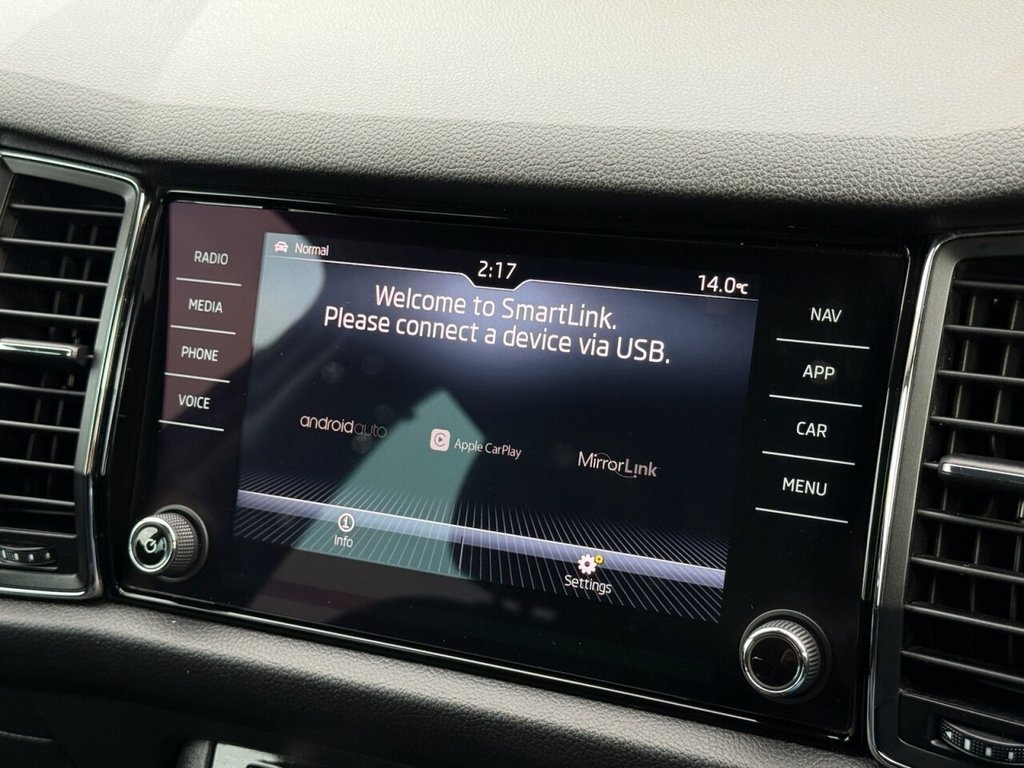 RADIO
MEDIA
PHONE
VOICE
Normal
2:17
14.0℃
Welcome to SmartLink.
Please connect a device via USB.
androidauto
Apple CarPlay
MirrorLink
Info
Settings
NAV
APP
CAR
MENU